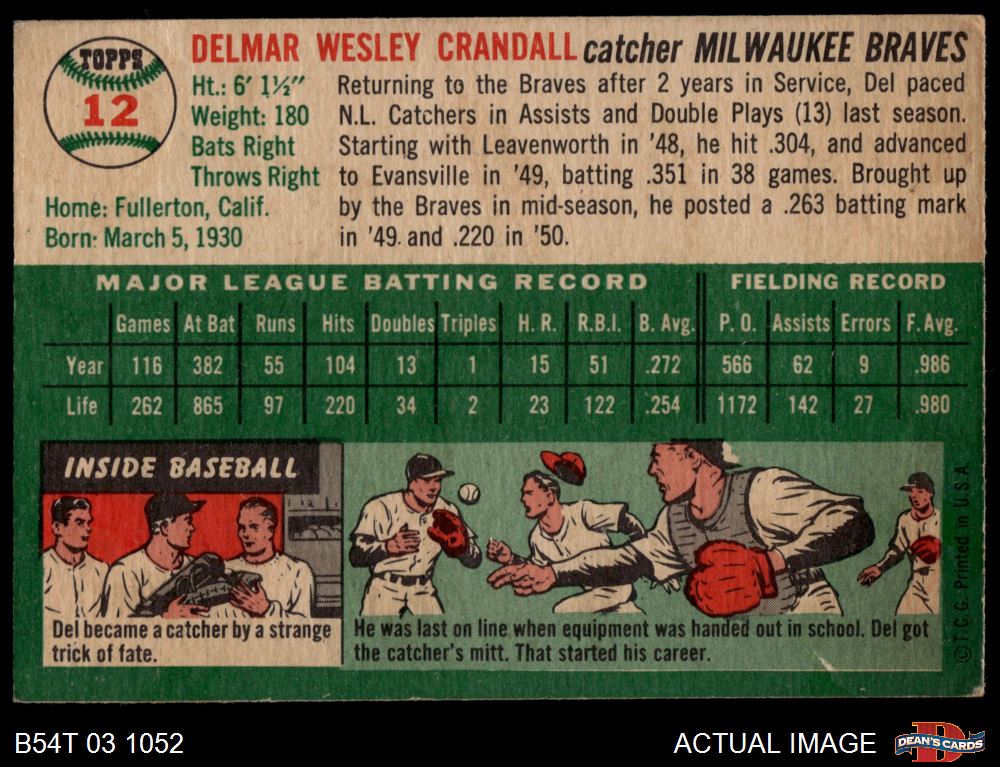 TOPPS
12
DELMAR WESLEY CRANDALL catcher MILWAUKEE BRAVES
Ht.: 6' 1½"
Weight: 180
Bats Right
Throws Right
Home: Fullerton, Calif.
Born: March 5, 1930
Returning to the Braves after 2 years in Service, Del paced
N.L. Catchers in Assists and Double Plays (13) last season.
Starting with Leavenworth in '48, he hit .304, and advanced
to Evansville in '49, batting .351 in 38 games. Brought up
by the Braves in mid-season, he posted a .263 batting mark
in '49 and .220 in '50.
MAJOR LEAGUE BATTING RECORD FIELDING RECORD
Games At Bat Runs Hits Doubles Triples H. R. R.B.I. B. Avg. P. O. Assists Errors F. Avg.
Year 116 382 55 104 13 1 15 51 .272 566 62 9 .986
Life 262 865 97 220 34 2 23 122 .254 1172 142 27 .980
INSIDE BASEBALL
Del became a catcher by a strange
trick of fate.
He was last on line when equipment was handed out in school. Del got
the catcher's mitt. That started his career.
© T. C. G. Printed in U.S.A.
B54T 03 1052
ACTUAL IMAGE
D
DEAN'S CARDS